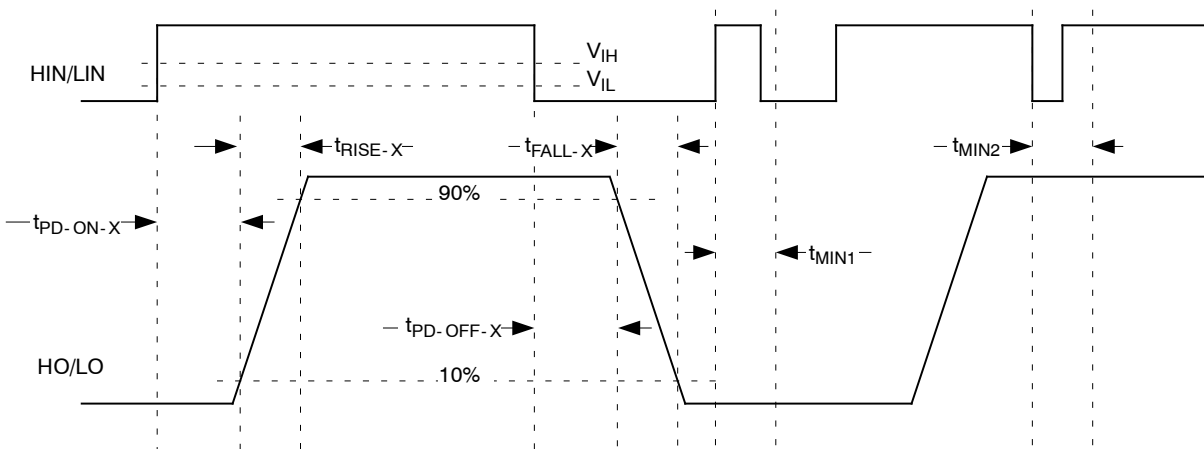 V_IH
HIN/LIN
V_IL
t_RISE-X
t_FALL-X
t_MIN2
90%
t_PD-ON-X
t_MIN1
t_PD-OFF-X
HO/LO
10%